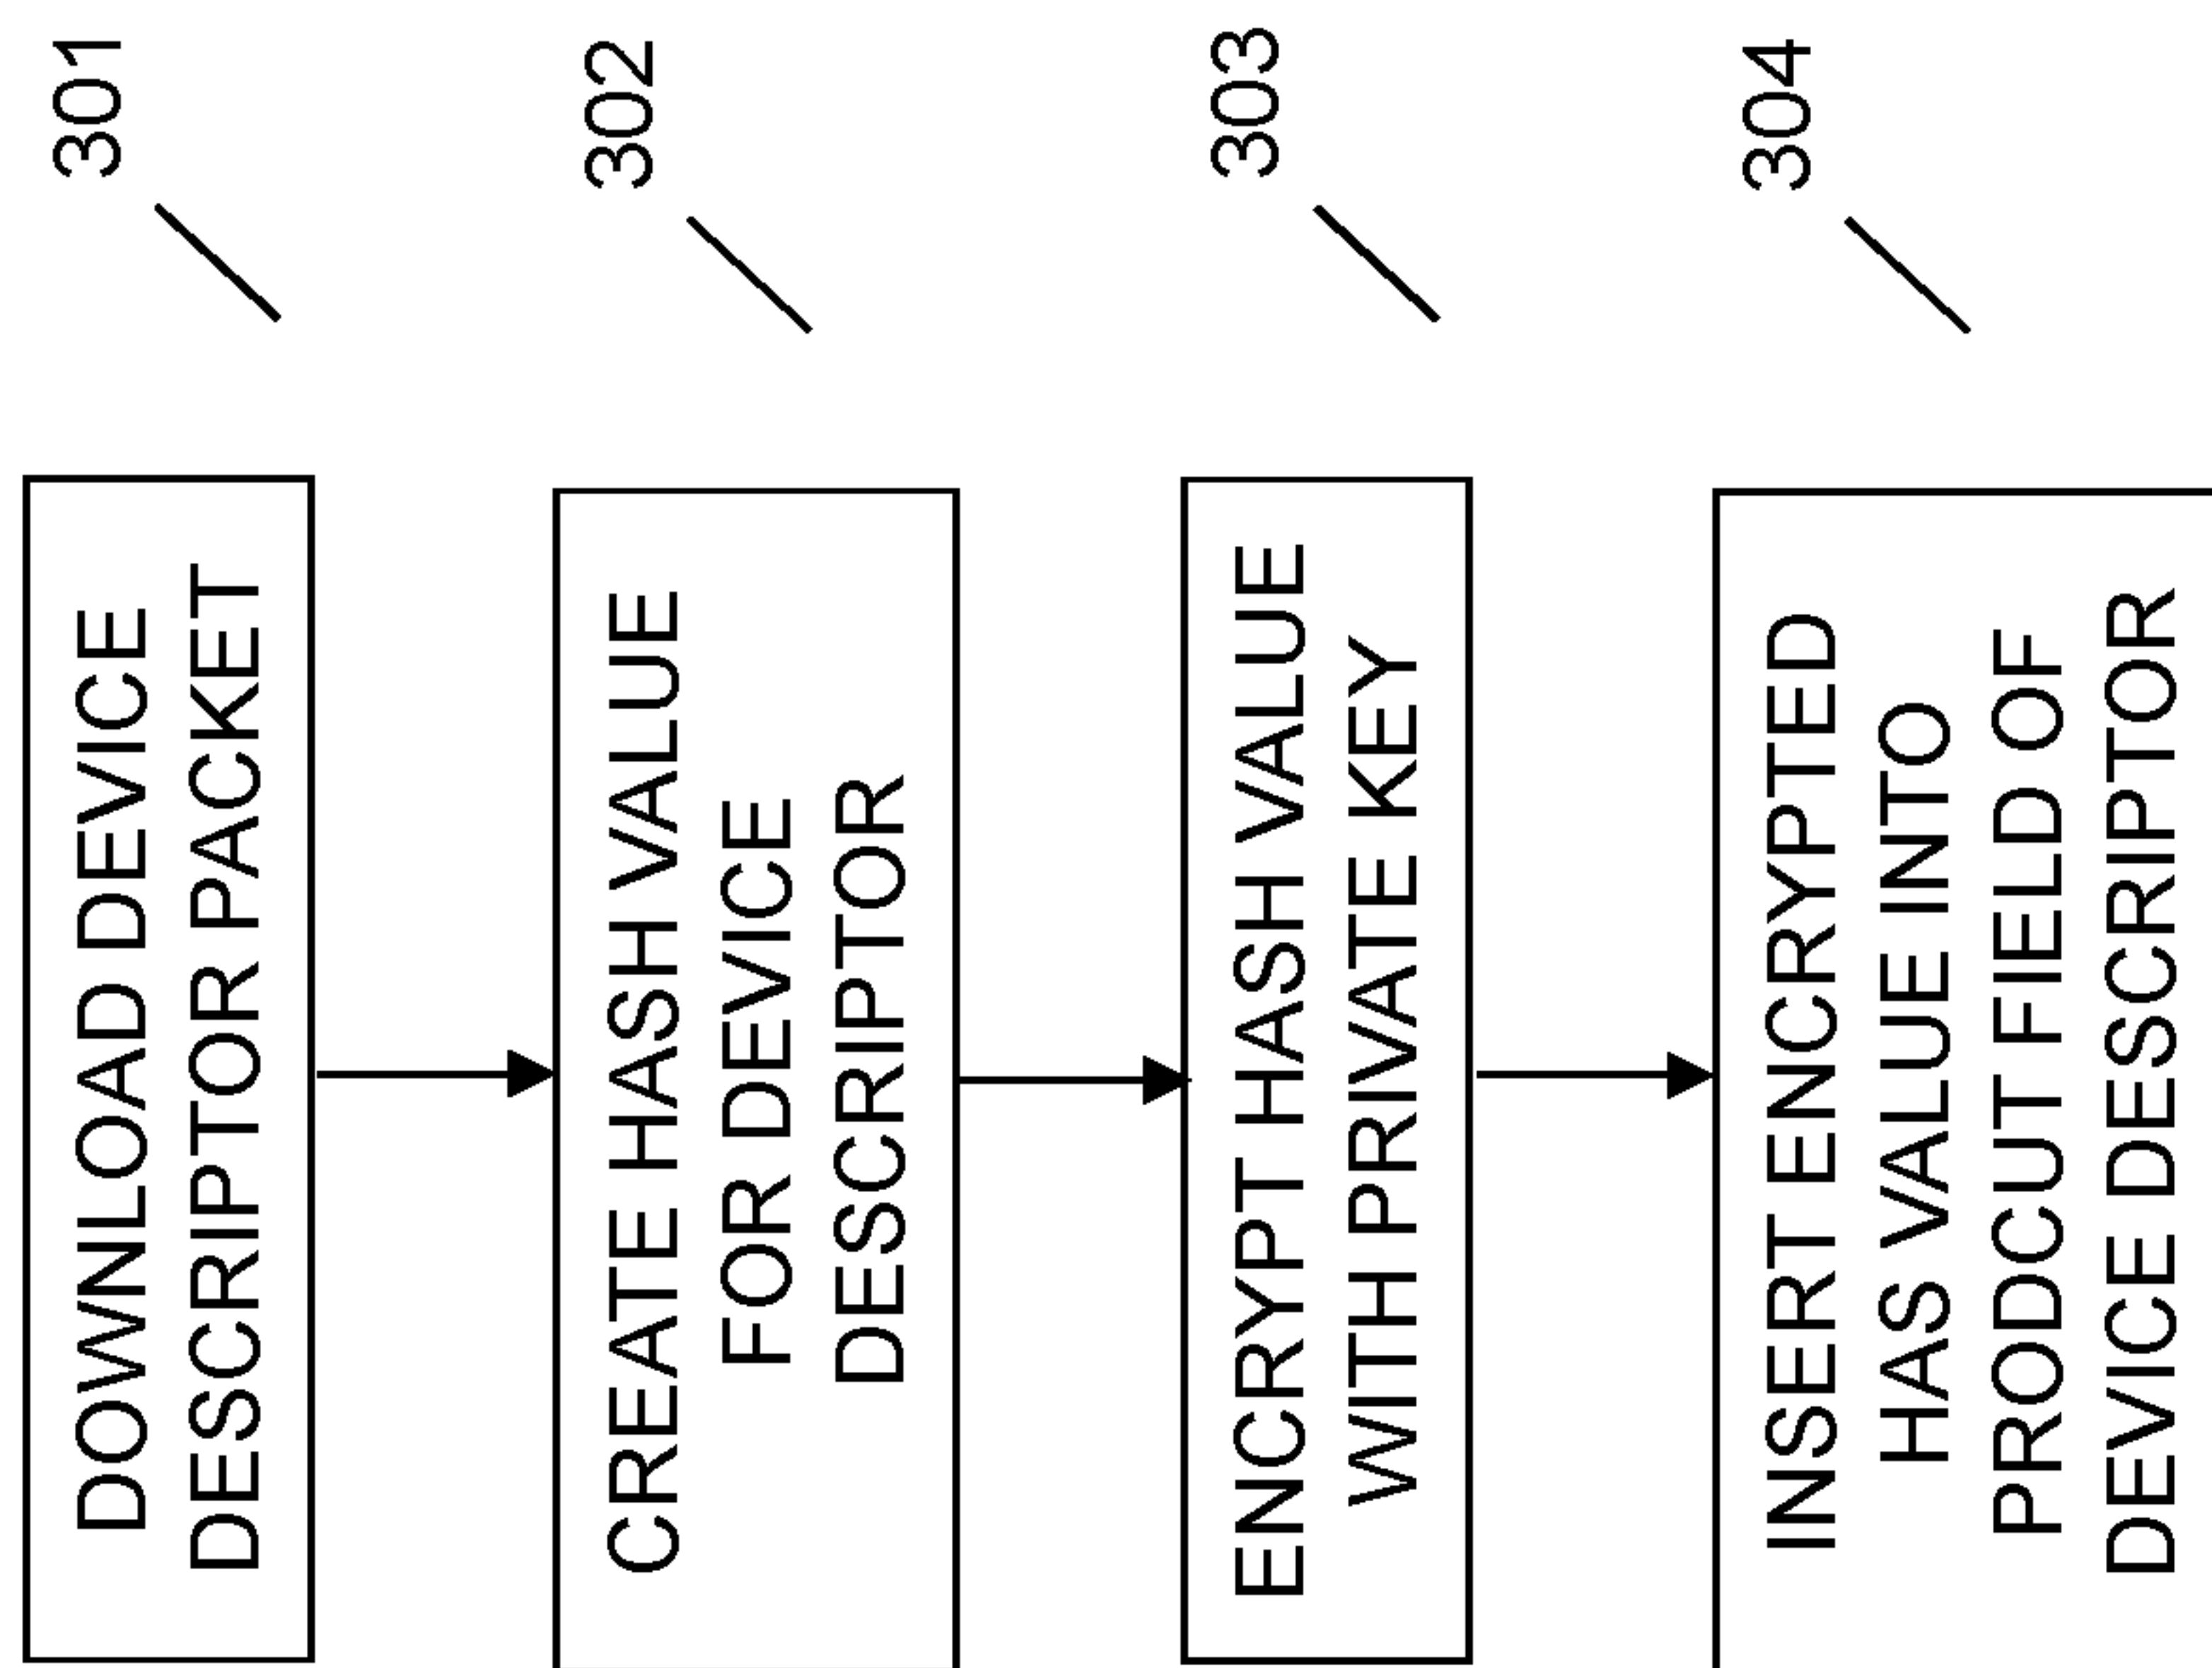 301
DOWNLOAD DEVICE
DESCRIPTOR PACKET
302
CREATE HASH VALUE
FOR DEVICE
DESCRIPTOR
303
ENCRYPT HASH VALUE
WITH PRIVATE KEY
304
INSERT ENCRYPTED
HAS VALUE INTO
PRODCUT FIELD OF
DEVICE DESCRIPTOR